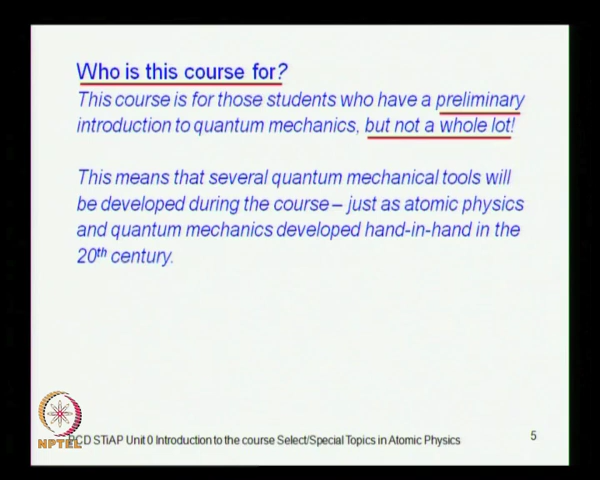 Who is this course for?
This course is for those students who have a preliminary
introduction to quantum mechanics, but not a whole lot!
This means that several quantum mechanical tools will
be developed during the course – just as atomic physics
and quantum mechanics developed hand-in-hand in the
20th century.
NPTEL
PCD STiAP Unit 0 Introduction to the course Select/Special Topics in Atomic Physics
5